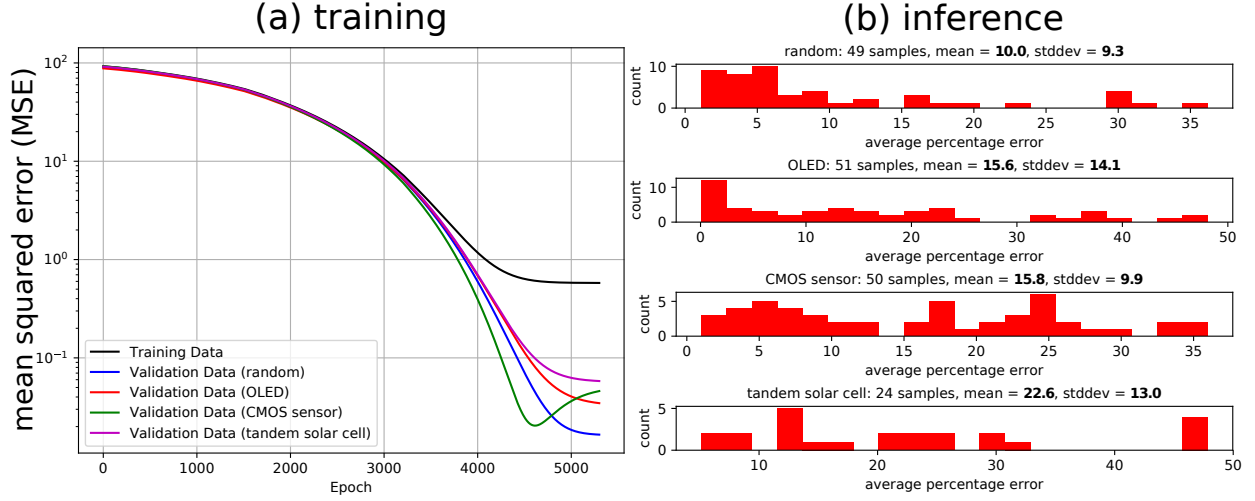 (a) training
mean squared error (MSE)
10²
10¹
10⁰
10⁻¹
Training Data
Validation Data (random)
Validation Data (OLED)
Validation Data (CMOS sensor)
Validation Data (tandem solar cell)
0 1000 2000 3000 4000 5000
Epoch
(b) inference
random: 49 samples, mean = 10.0, stddev = 9.3
count
10
0
0 5 10 15 20 25 30 35
average percentage error
OLED: 51 samples, mean = 15.6, stddev = 14.1
count
10
0
0 10 20 30 40 50
average percentage error
CMOS sensor: 50 samples, mean = 15.8, stddev = 9.9
count
5
0
0 5 10 15 20 25 30 35
average percentage error
tandem solar cell: 24 samples, mean = 22.6, stddev = 13.0
count
5
0
10 20 30 40 50
average percentage error